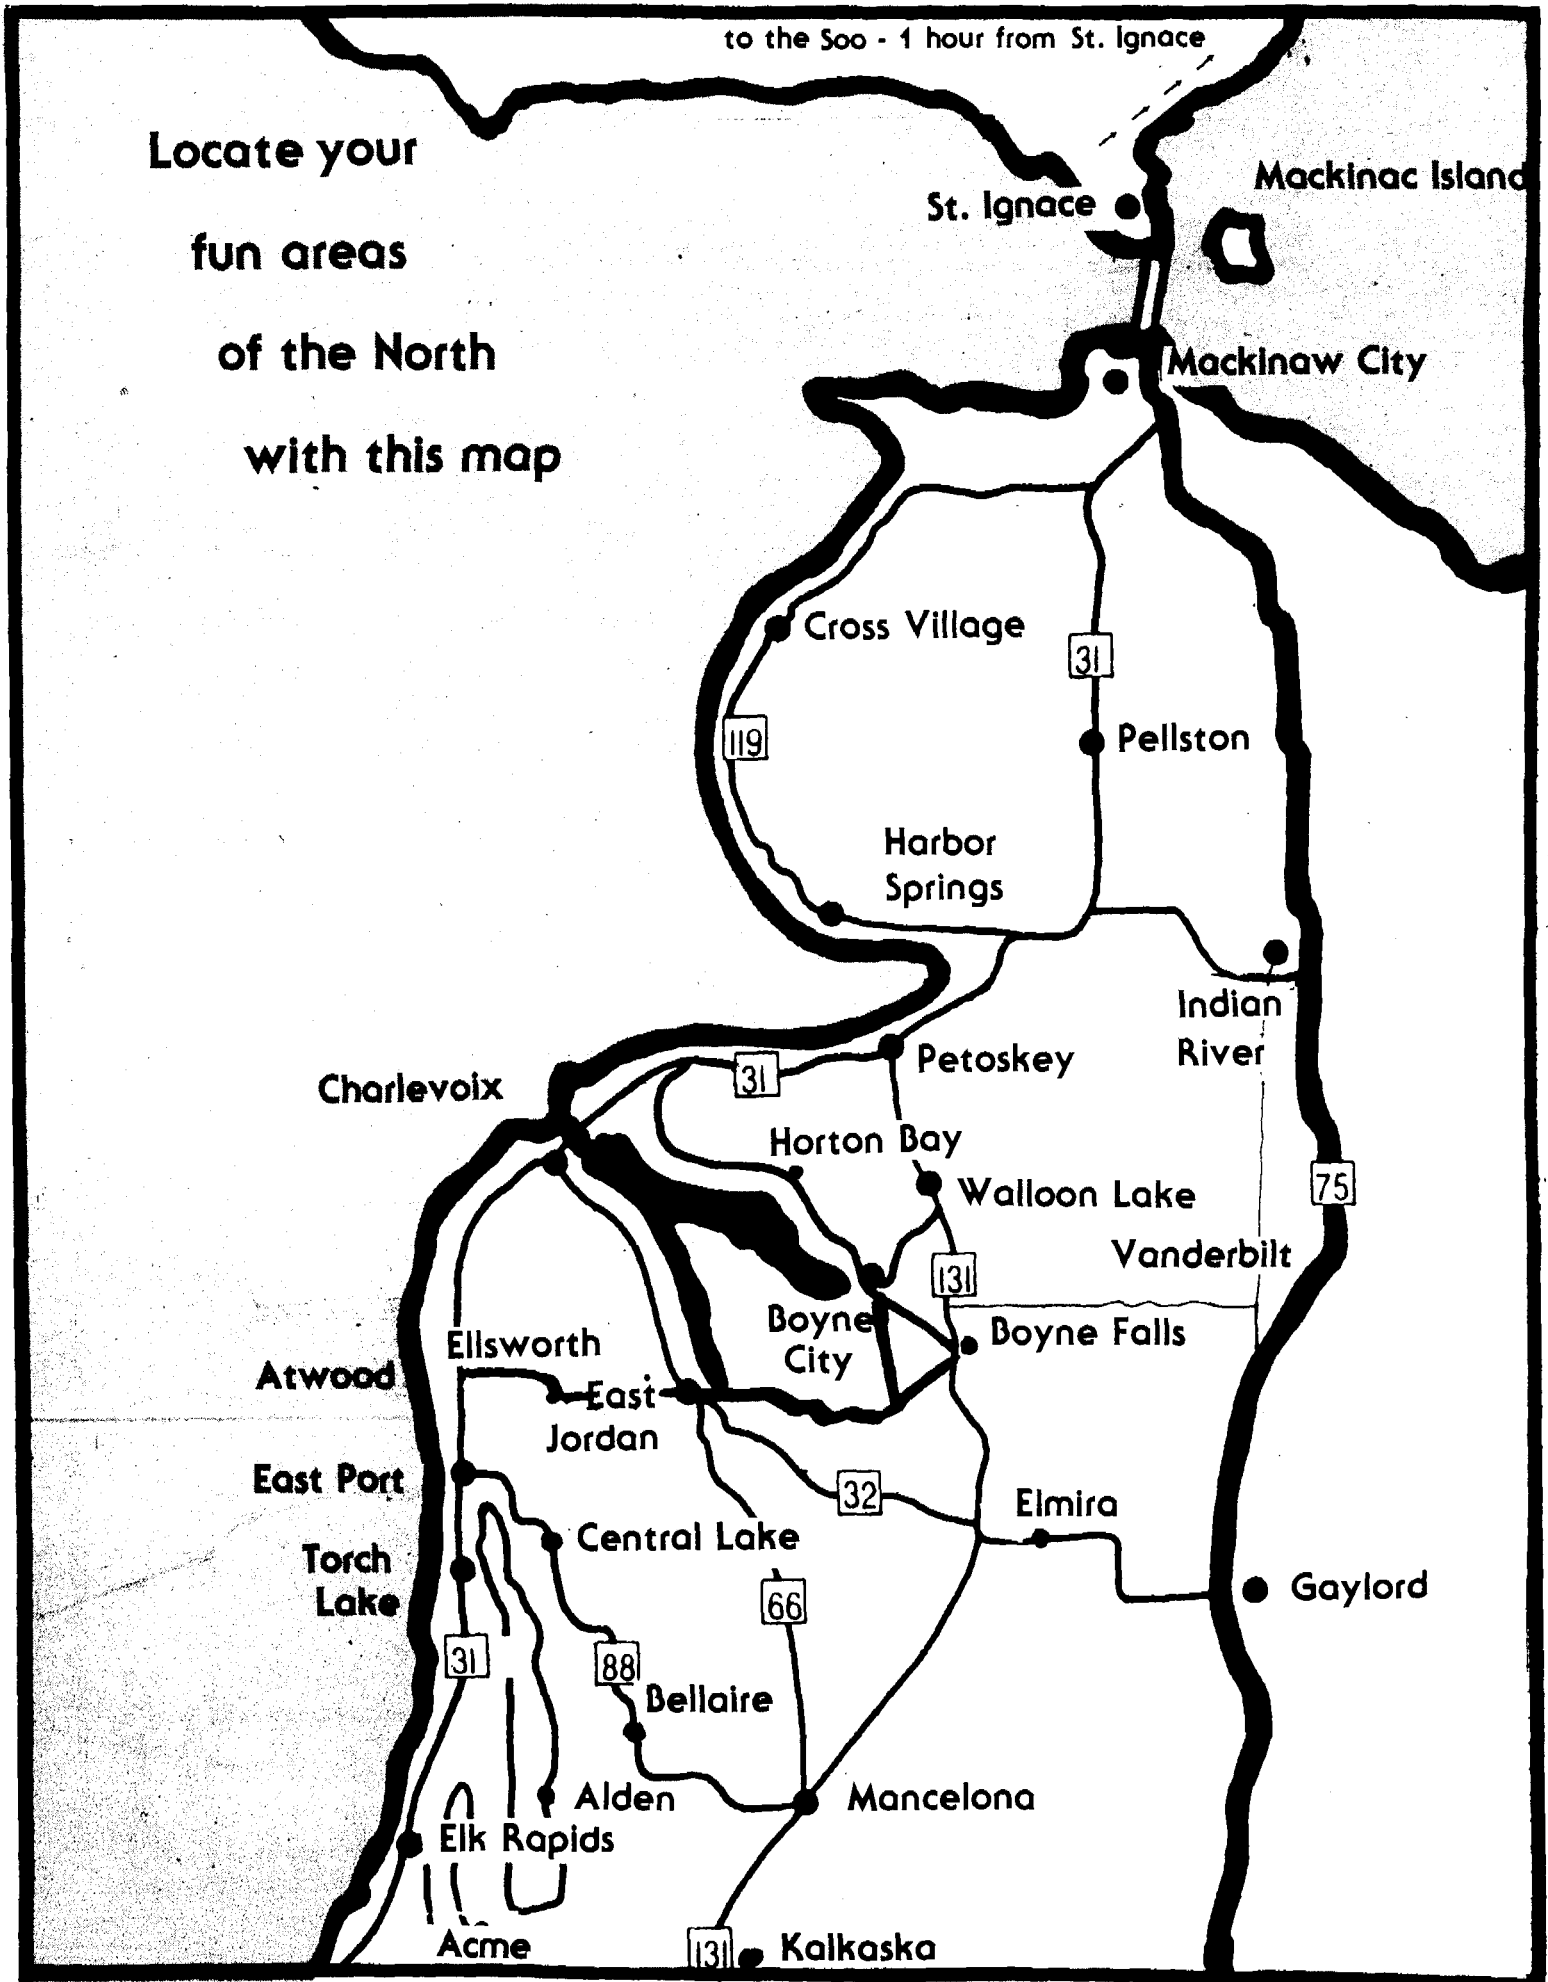 to the Soo - 1 hour from St. Ignace
Locate your
fun areas
of the North
with this map
Mackinac Island
St. Ignace
Mackinaw City
Cross Village
31
119
Pellston
Harbor
Springs
Indian
River
Petoskey
31
Charlevoix
Horton Bay
Walloon Lake
75
Vanderbilt
131
Boyne
City
Boyne Falls
Ellsworth
Atwood
East
Jordan
East Port
32
Elmira
Central Lake
Torch
Lake
Gaylord
66
31
88
Bellaire
Alden
Mancelona
Elk Rapids
Acme
131
Kalkaska